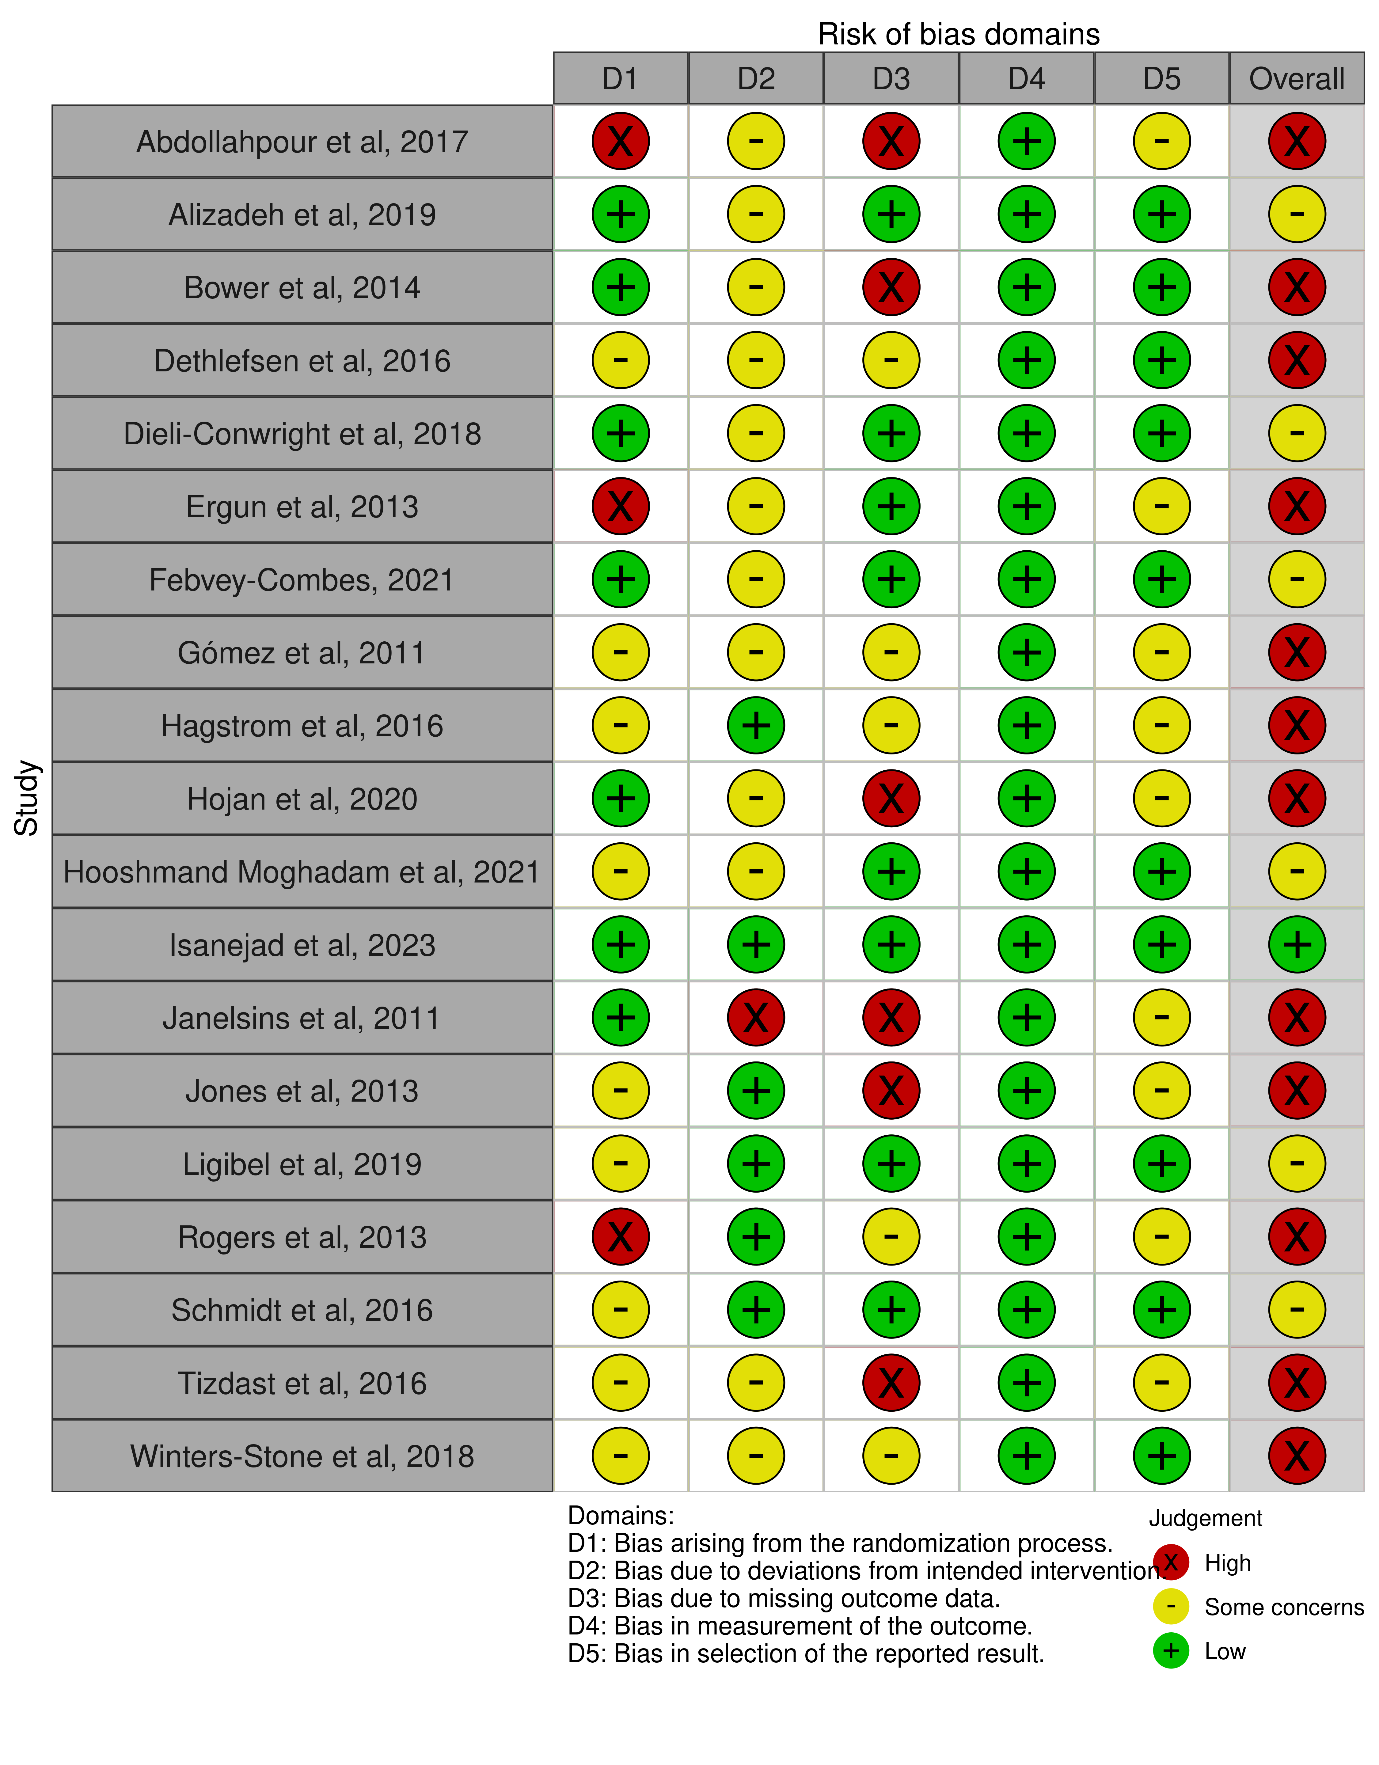 Risk of bias domains
D1 D2 D3 D4 D5 Overall
Study
Abdollahpour et al, 2017 X - X + - X
Alizadeh et al, 2019 + - + + + -
Bower et al, 2014 + - X + + X
Dethlefsen et al, 2016 - - - + + X
Dieli-Conwright et al, 2018 + - + + + -
Ergun et al, 2013 X - + + - X
Febvey-Combes, 2021 + - + + + -
Gómez et al, 2011 - - - + - X
Hagstrom et al, 2016 - + - + - X
Hojan et al, 2020 + - X + - X
Hooshmand Moghadam et al, 2021 - - + + + -
Isanejad et al, 2023 + + + + + +
Janelsins et al, 2011 + X X + - X
Jones et al, 2013 - + X + - X
Ligibel et al, 2019 - + + + + -
Rogers et al, 2013 X + - + - X
Schmidt et al, 2016 - + + + + -
Tizdast et al, 2016 - - X + - X
Winters-Stone et al, 2018 - - - + + X
Domains:
D1: Bias arising from the randomization process.
D2: Bias due to deviations from intended intervention.
D3: Bias due to missing outcome data.
D4: Bias in measurement of the outcome.
D5: Bias in selection of the reported result.
Judgement
X High
- Some concerns
+ Low